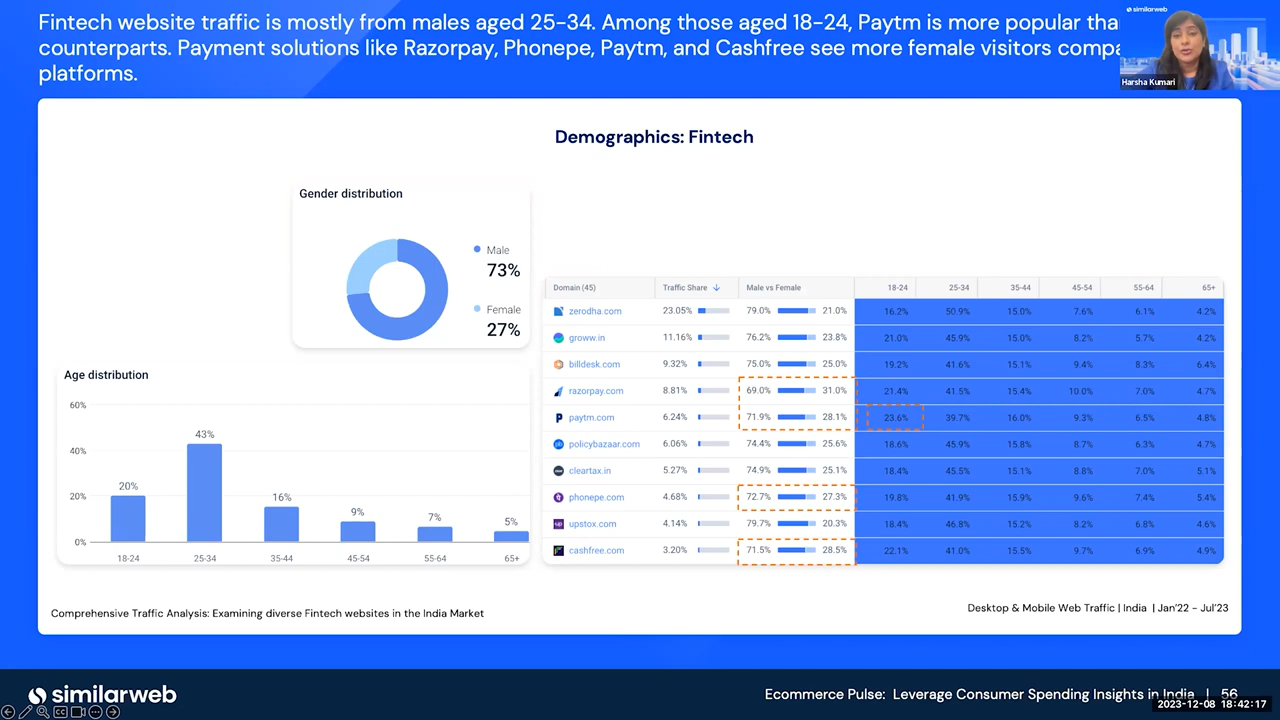 Fintech website traffic is mostly from males aged 25-34. Among those aged 18-24, Paytm is more popular tha
counterparts. Payment solutions like Razorpay, Phonepe, Paytm, and Cashfree see more female visitors compa
platforms.
similarweb
Harsha Kumari
Demographics: Fintech
Gender distribution
Male
73%
Female
27%
Age distribution
60%
40%
20%
0%
20%
43%
16%
9%
7%
5%
18-24 25-34 35-44 45-54 55-64 65+
Domain (45) Traffic Share ↓ Male vs Female 18-24 25-34 35-44 45-54 55-64 65+
zerodha.com 23.05% 79.0% 21.0% 16.2% 50.9% 15.0% 7.6% 6.1% 4.2%
groww.in 11.16% 76.2% 23.8% 21.0% 45.9% 15.0% 8.2% 5.7% 4.2%
billdesk.com 9.32% 75.0% 25.0% 19.2% 41.6% 15.1% 9.4% 8.3% 6.4%
razorpay.com 8.81% 69.0% 31.0% 21.4% 41.5% 15.4% 10.0% 7.0% 4.7%
paytm.com 6.24% 71.9% 28.1% 23.6% 39.7% 16.0% 9.3% 6.5% 4.8%
policybazaar.com 6.06% 74.4% 25.6% 18.6% 45.9% 15.8% 8.7% 6.3% 4.7%
cleartax.in 5.27% 74.9% 25.1% 18.4% 45.5% 15.1% 8.8% 7.0% 5.1%
phonepe.com 4.68% 72.7% 27.3% 19.8% 41.9% 15.9% 9.6% 7.4% 5.4%
upstox.com 4.14% 79.7% 20.3% 18.4% 46.8% 15.2% 8.2% 6.8% 4.6%
cashfree.com 3.20% 71.5% 28.5% 22.1% 41.0% 15.5% 9.7% 6.9% 4.9%
Comprehensive Traffic Analysis: Examining diverse Fintech websites in the India Market
Desktop & Mobile Web Traffic | India | Jan'22 - Jul'23
similarweb
Ecommerce Pulse: Leverage Consumer Spending Insights in India | 56
2023-12-08 18:42:17